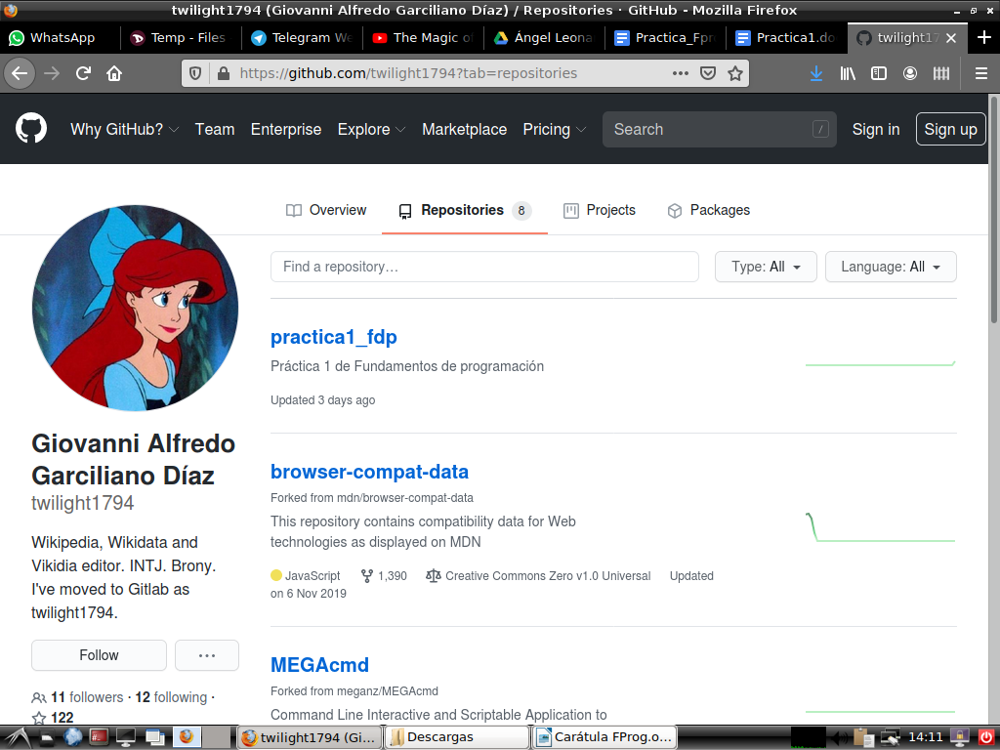 twilight1794 (Giovanni Alfredo Garciliano Díaz) / Repositories · GitHub - Mozilla Firefox
WhatsApp
Temp - Files
Telegram We
The Magic of
Ángel Leona
Practica_Fpr
Practica1.do
twilight17
https://github.com/twilight1794?tab=repositories
Why GitHub?
Team
Enterprise
Explore
Marketplace
Pricing
Search
/
Sign in
Sign up
Overview
Repositories 8
Projects
Packages
Find a repository…
Type: All
Language: All
practica1_fdp
Práctica 1 de Fundamentos de programación
Updated 3 days ago
Giovanni Alfredo
Garciliano Díaz
twilight1794
Wikipedia, Wikidata and
Vikidia editor. INTJ. Brony.
I've moved to Gitlab as
twilight1794.
Follow
···
11 followers · 12 following ·
122
browser-compat-data
Forked from mdn/browser-compat-data
This repository contains compatibility data for Web
technologies as displayed on MDN
JavaScript 1,390 Creative Commons Zero v1.0 Universal Updated
on 6 Nov 2019
MEGAcmd
Forked from meganz/MEGAcmd
Command Line Interactive and Scriptable Application to
twilight1794 (Gi...
Descargas
Carátula FProg.o...
14:11